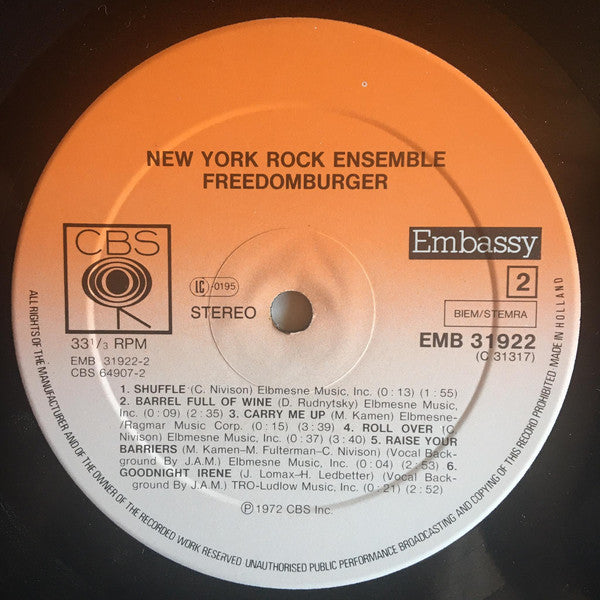 NEW YORK ROCK ENSEMBLE
FREEDOMBURGER
CBS
Embassy
LC -0195
2
STEREO
BIEM/STEMRA
33 1/3 RPM
EMB 31922
EMB 31922-2
(C 31317)
CBS 64907-2
1. SHUFFLE (C. Nivison) Elbmesne Music, Inc. (0:13) (1:55)
2. BARREL FULL OF WINE (D. Rudnytsky) Elbmesne Music,
Inc. (0:09) (2:35) 3. CARRY ME UP (M. Kamen) Elbmesne-
/Ragmar Music Corp. (0:15) (3:39) 4. ROLL OVER (C.
Nivison) Elbmesne Music, Inc. (0:37) (3:40) 5. RAISE YOUR
BARRIERS (M. Kamen-M. Fulterman-C. Nivison) (Vocal Back-
ground By J.A.M.) Elbmesne Music, Inc. (0:04) (2:53) 6.
GOODNIGHT IRENE (J. Lomax-H. Ledbetter) (Vocal Back-
ground By J.A.M.) TRO-Ludlow Music, Inc. (0:21) (2:52)
Ⓟ 1972 CBS Inc.
ALL RIGHTS OF THE MANUFACTURER AND OF THE OWNER OF THE RECORDED WORK RESERVED UNAUTHORISED PUBLIC PERFORMANCE BROADCASTING AND COPYING OF THIS RECORD PROHIBITED MADE IN HOLLAND